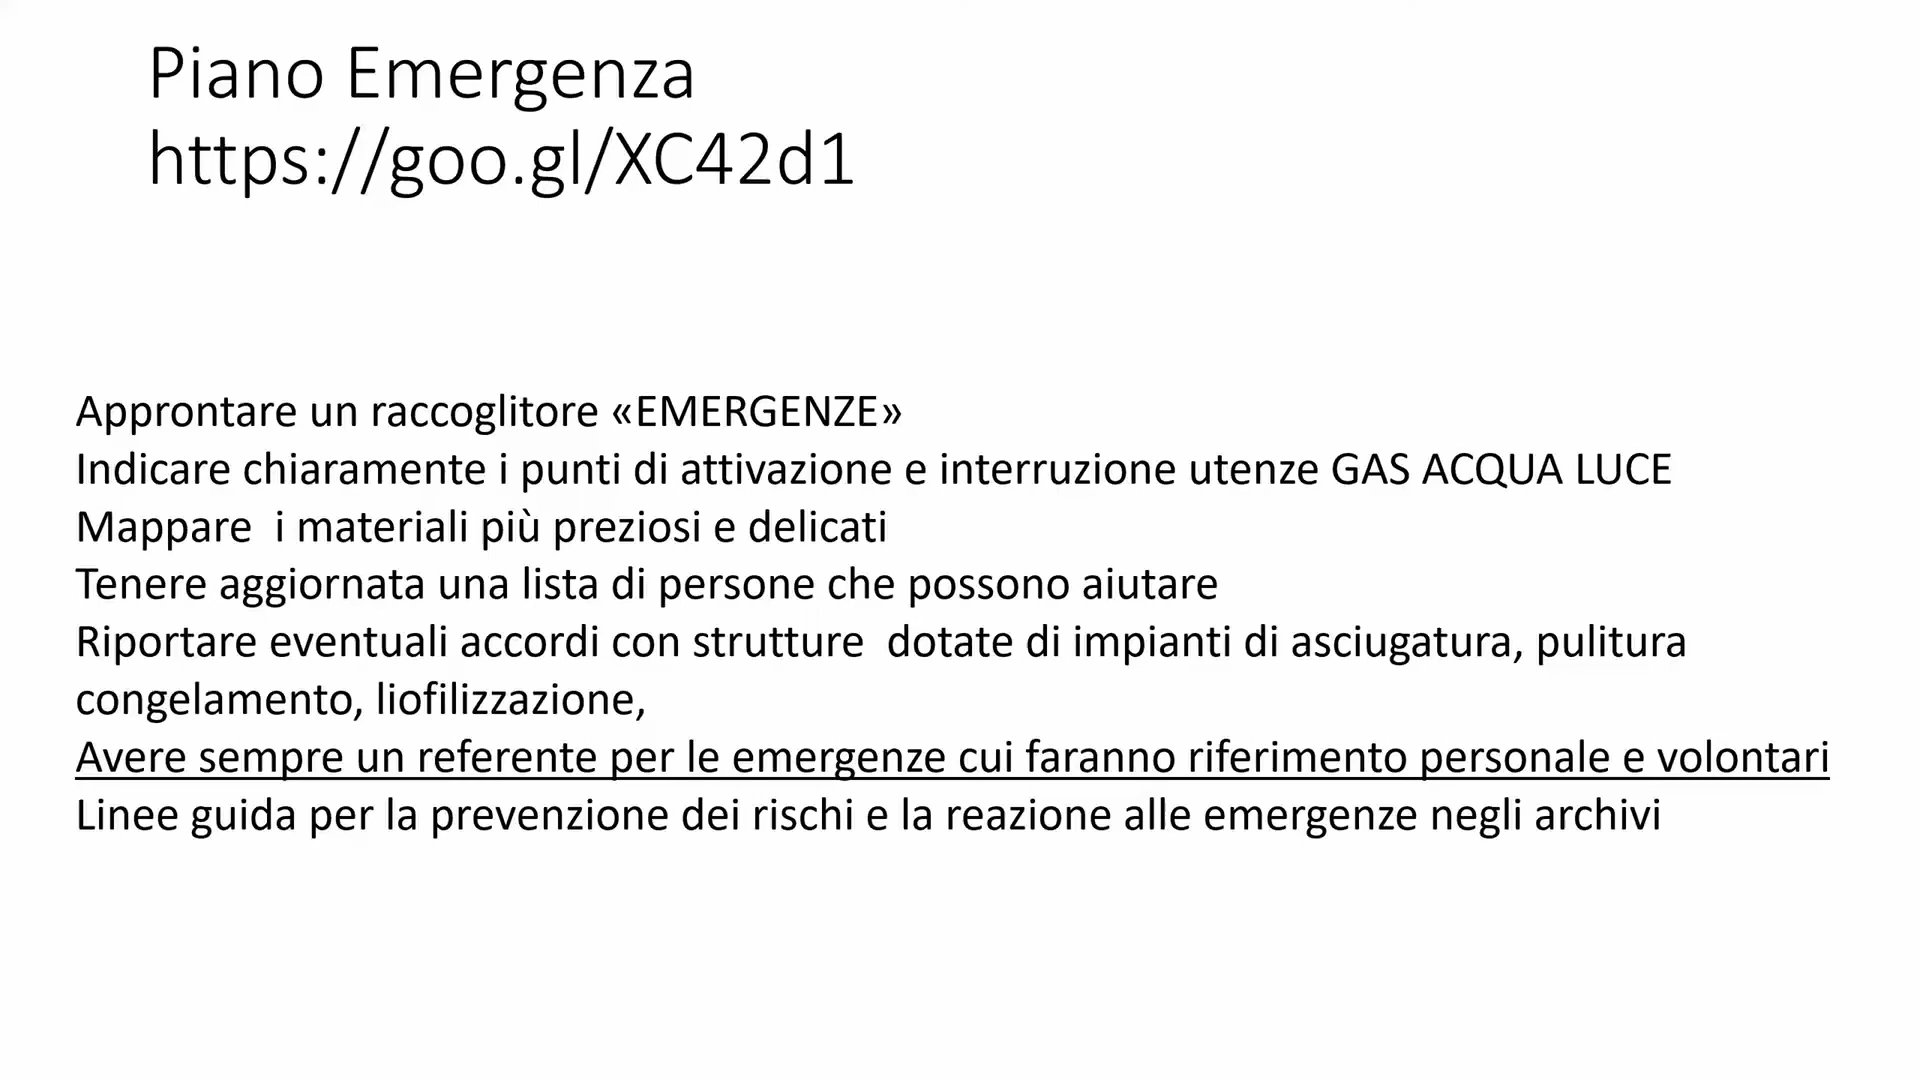 Piano Emergenza
https://goo.gl/XC42d1
Approntare un raccoglitore «EMERGENZE»
Indicare chiaramente i punti di attivazione e interruzione utenze GAS ACQUA LUCE
Mappare  i materiali più preziosi e delicati
Tenere aggiornata una lista di persone che possono aiutare
Riportare eventuali accordi con strutture  dotate di impianti di asciugatura, pulitura
congelamento, liofilizzazione,
Avere sempre un referente per le emergenze cui faranno riferimento personale e volontari
Linee guida per la prevenzione dei rischi e la reazione alle emergenze negli archivi